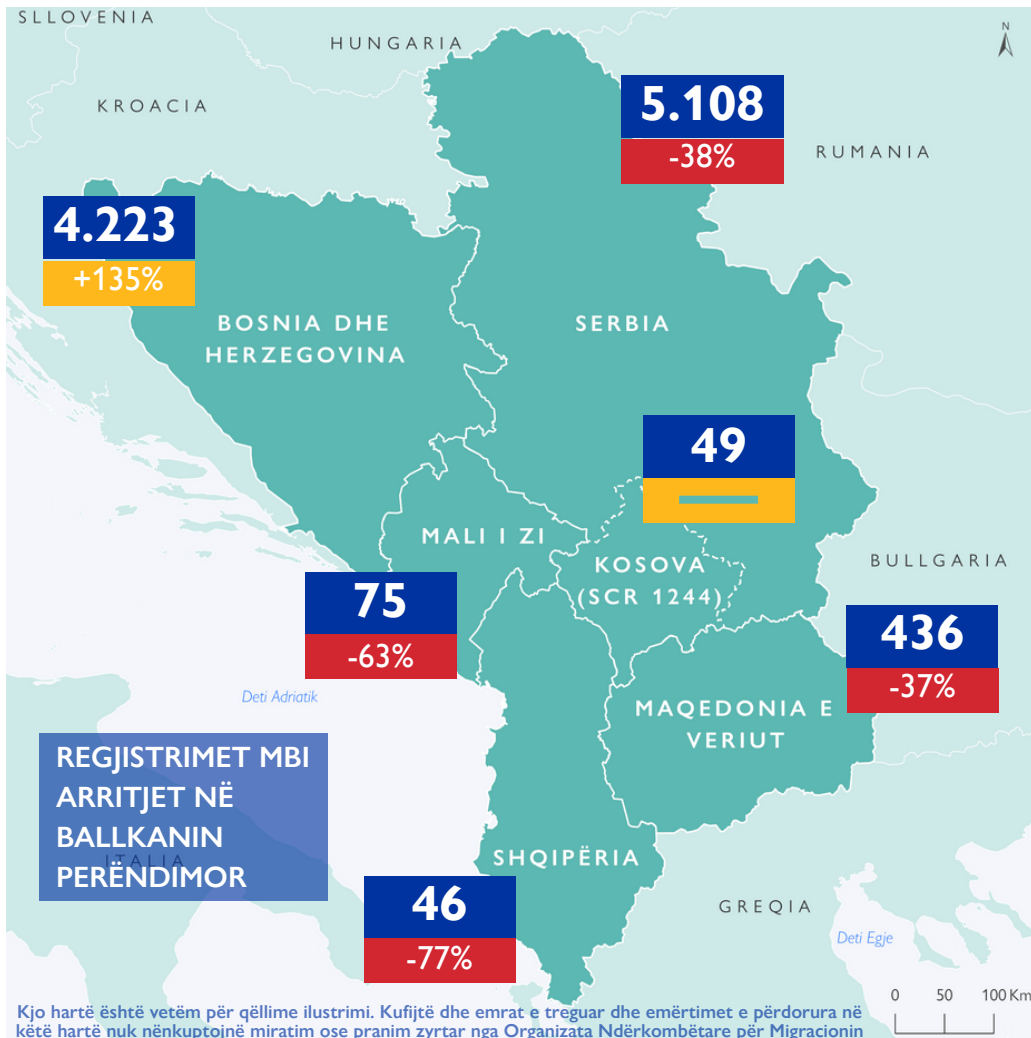 SLLOVENIA
HUNGARIA
N
KROACIA
5.108
-38%
RUMANIA
4.223
+135%
BOSNIA DHE
HERZEGOVINA
SERBIA
49
MALI I ZI
KOSOVA
(SCR 1244)
BULLGARIA
75
-63%
436
-37%
Deti Adriatik
MAQEDONIA E
VERIUT
REGJISTRIMET MBI
ARRITJET NË
BALLKANIN
PERËNDIMOR
ITALIA
SHQIPËRIA
46
-77%
GREQIA
Deti Egje
0 50 100 Km
Kjo hartë është vetëm për qëllime ilustrimi. Kufijtë dhe emrat e treguar dhe emërtimet e përdorura në
këtë hartë nuk nënkuptojnë miratim ose pranim zyrtar nga Organizata Ndërkombëtare për Migracionin